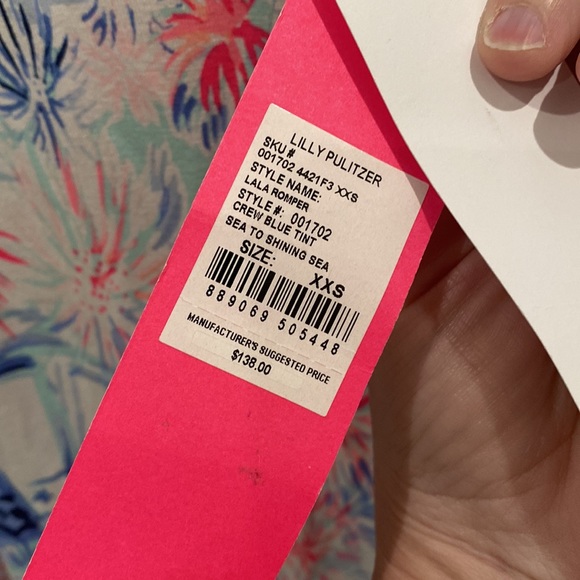 LILLY PULITZER
SKU #
001702 4421F3 XXS
STYLE NAME:
LALA ROMPER
STYLE #: 001702
CREW BLUE TINT
SEA TO SHINING SEA
SIZE: XXS
889069 505448
MANUFACTURER'S SUGGESTED PRICE
$138.00